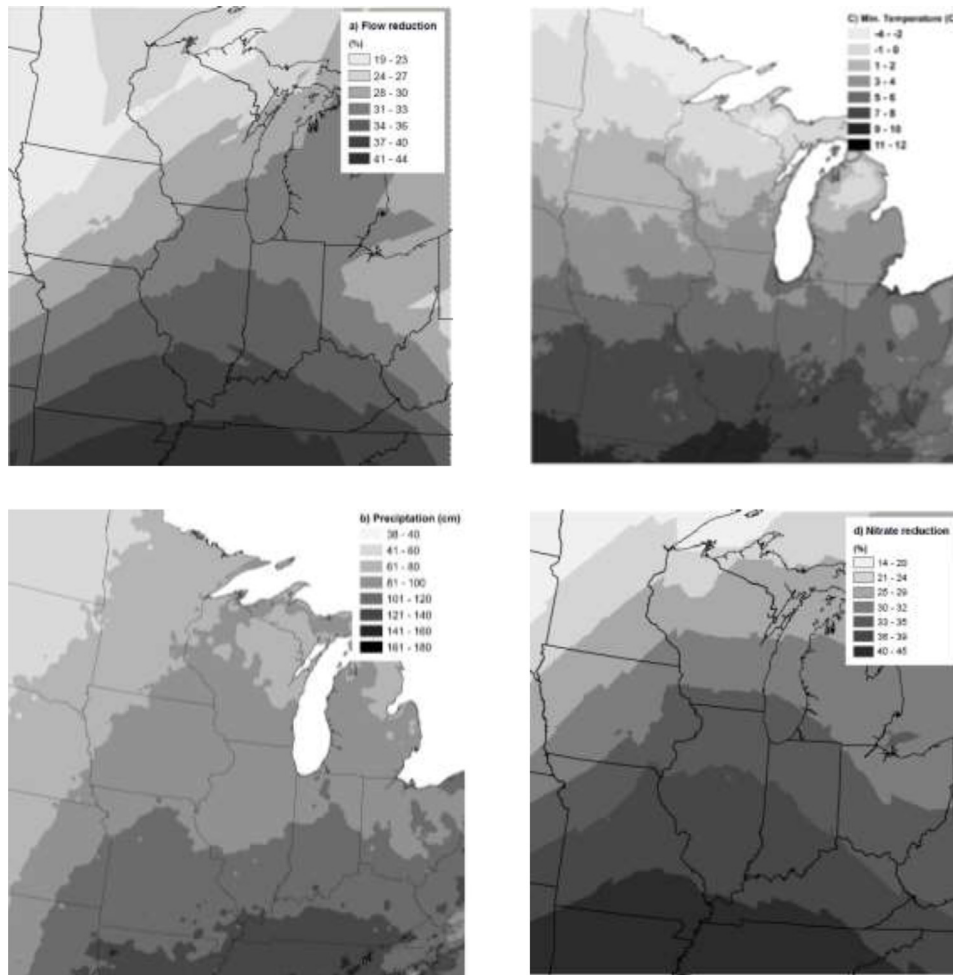 a) Flow reduction
(%)
19 - 23
24 - 27
28 - 30
31 - 33
34 - 36
37 - 40
41 - 44
C) Min. Temperature (C
-4 - -2
-1 - 0
1 - 2
3 - 4
5 - 6
7 - 8
9 - 10
11 - 12
b) Preciptation (cm)
38 - 40
41 - 60
61 - 80
81 - 100
101 - 120
121 - 140
141 - 160
161 - 180
d) Nitrate reduction
(%)
14 - 20
21 - 24
25 - 29
30 - 32
33 - 35
36 - 39
40 - 45